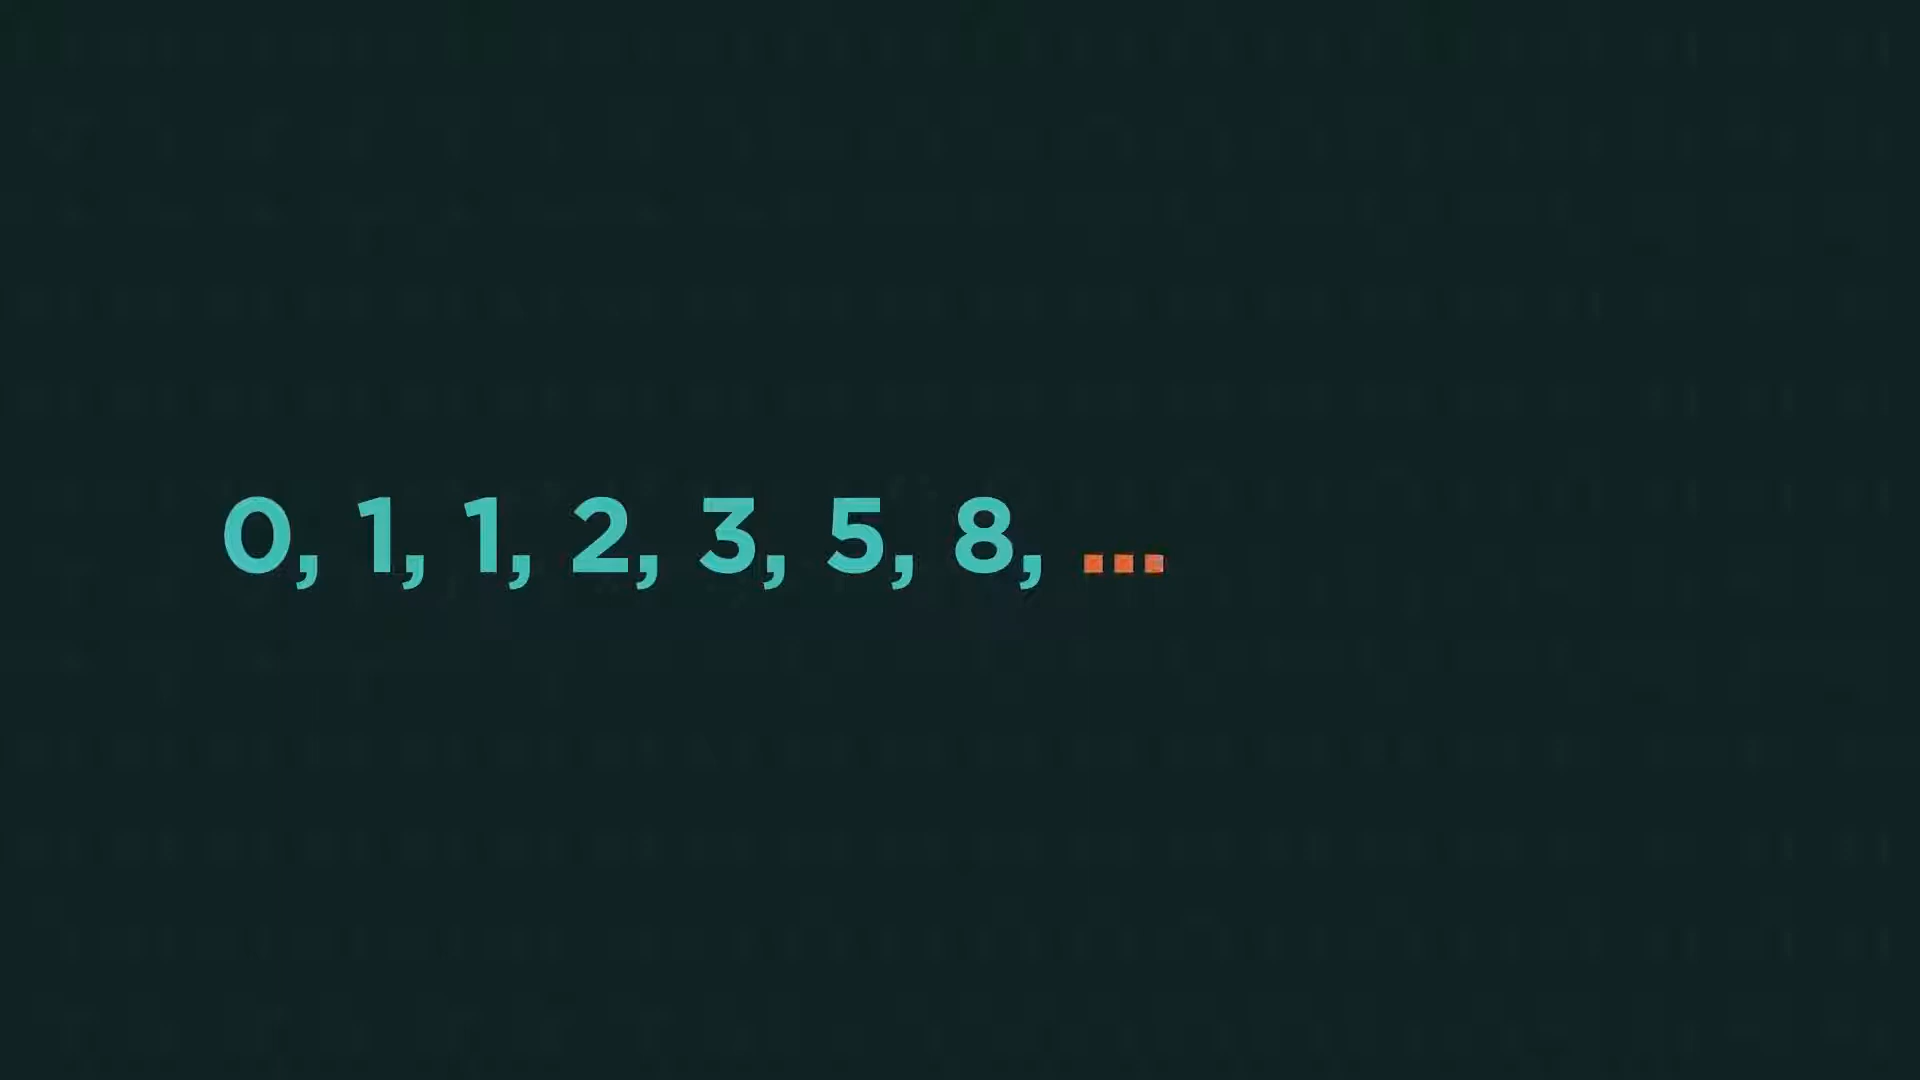 0, 1, 1, 2, 3, 5, 8, ...